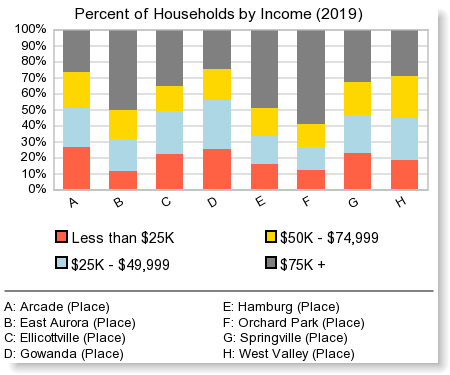 Percent of Households by Income (2019)
100%
90%
80%
70%
60%
50%
40%
30%
20%
10%
0%
A B C D E F G H
Less than $25K $50K - $74,999
$25K - $49,999 $75K +
A: Arcade (Place) E: Hamburg (Place)
B: East Aurora (Place) F: Orchard Park (Place)
C: Ellicottville (Place) G: Springville (Place)
D: Gowanda (Place) H: West Valley (Place)